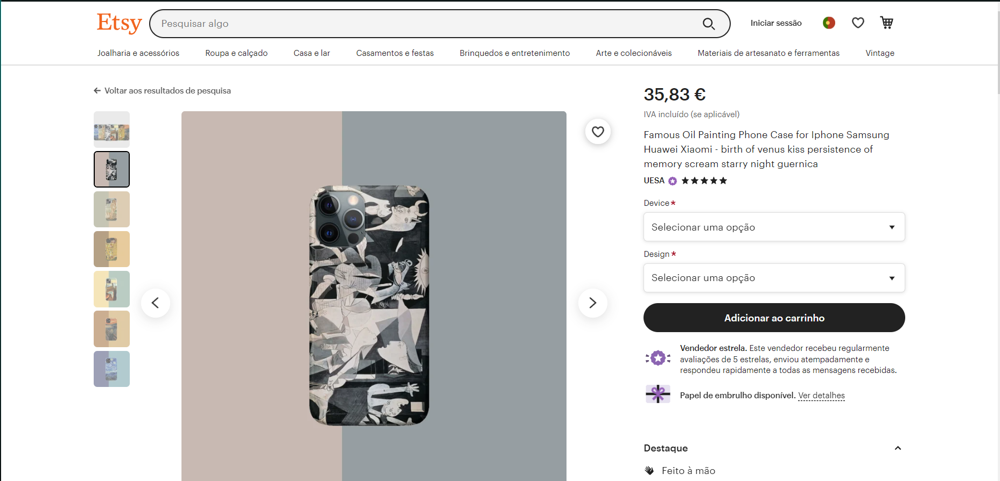 Etsy
Pesquisar algo
Iniciar sessão
Joalharia e acessórios
Roupa e calçado
Casa e lar
Casamentos e festas
Brinquedos e entretenimento
Arte e colecionáveis
Materiais de artesanato e ferramentas
Vintage
Voltar aos resultados de pesquisa
35,83 €
IVA incluído (se aplicável)
Famous Oil Painting Phone Case for Iphone Samsung
Huawei Xiaomi - birth of venus kiss persistence of
memory scream starry night guernica
UESA
Device*
Selecionar uma opção
Design*
Selecionar uma opção
Adicionar ao carrinho
Vendedor estrela. Este vendedor recebeu regularmente
avaliações de 5 estrelas, enviou atempadamente e
respondeu rapidamente a todas as mensagens recebidas.
Papel de embrulho disponível. Ver detalhes
Destaque
Feito à mão